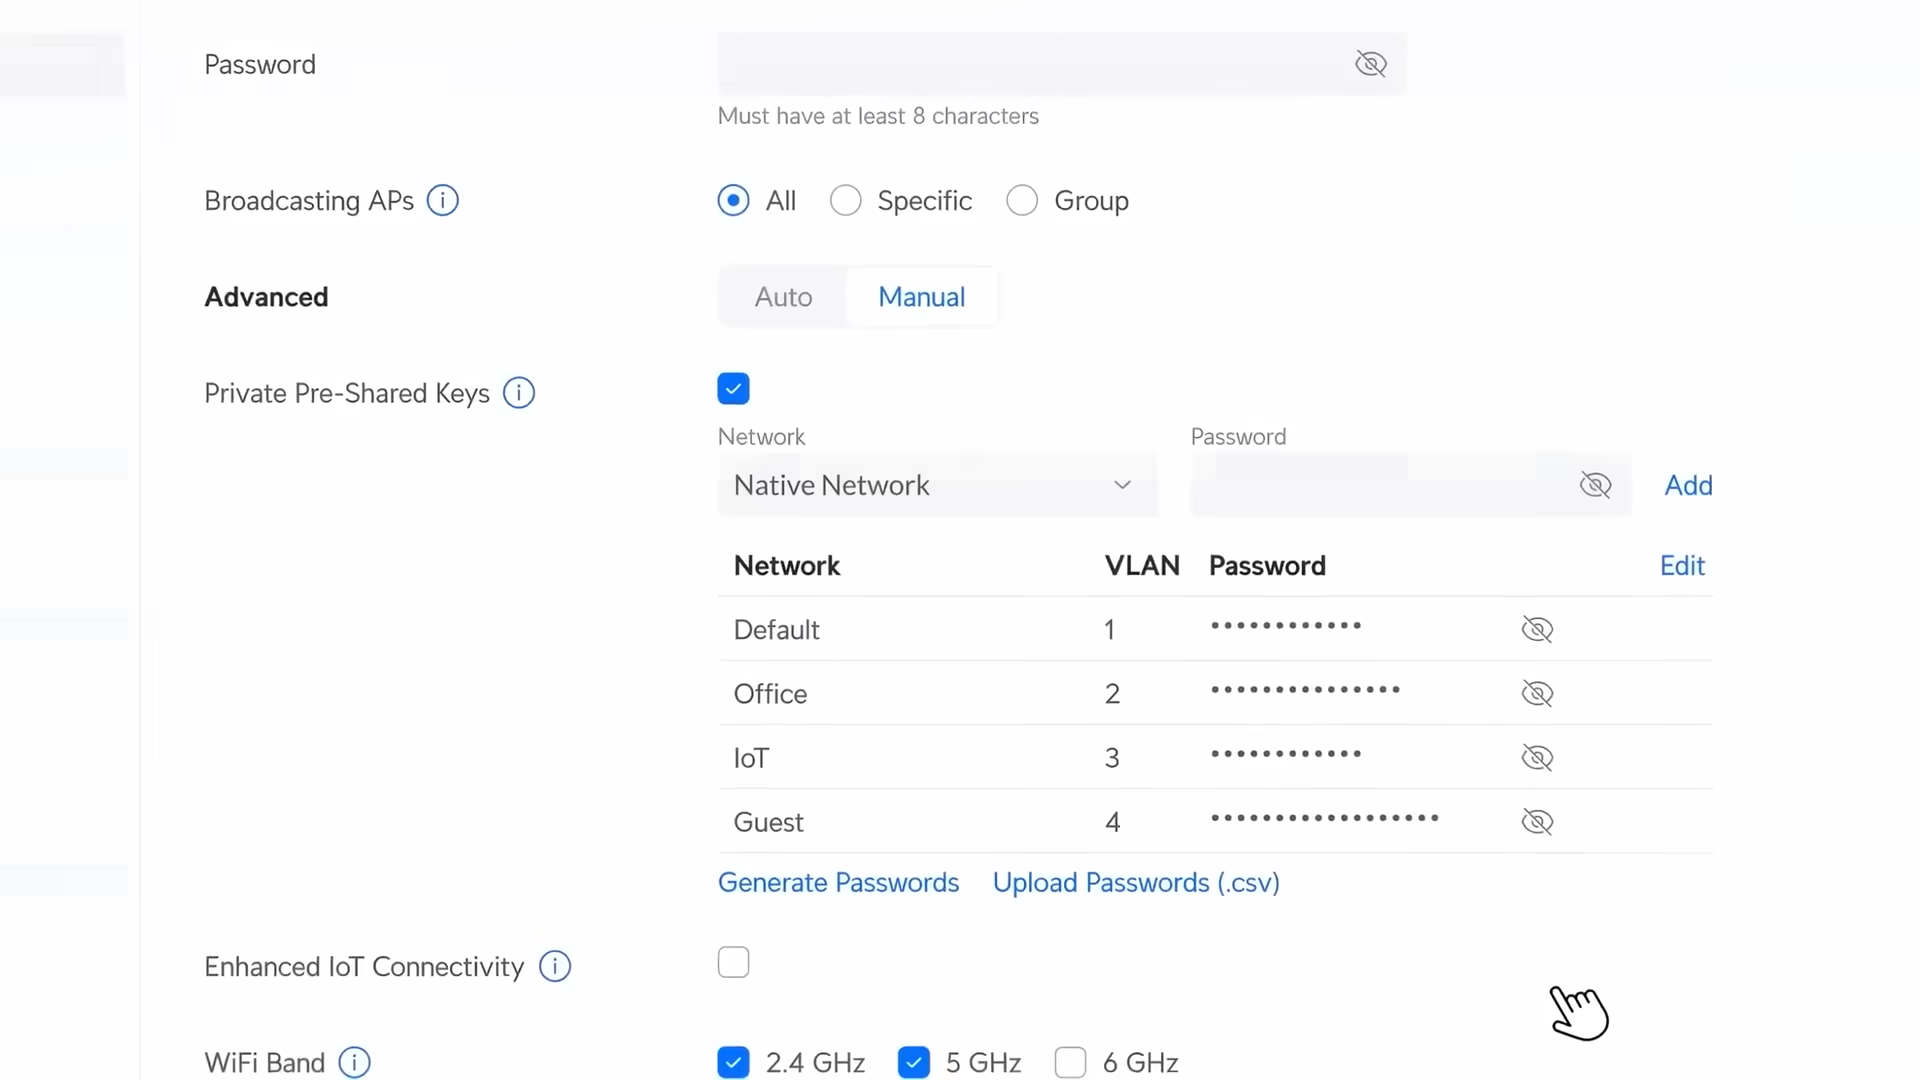 Password
Must have at least 8 characters
Broadcasting APs All Specific Group
Advanced Auto Manual
Private Pre-Shared Keys
Network Password
Native Network Add
Network VLAN Password Edit
Default 1 ••••••••••••
Office 2 •••••••••••••••
IoT 3 ••••••••••••
Guest 4 ••••••••••••••••••
Generate Passwords Upload Passwords (.csv)
Enhanced IoT Connectivity
WiFi Band 2.4 GHz 5 GHz 6 GHz